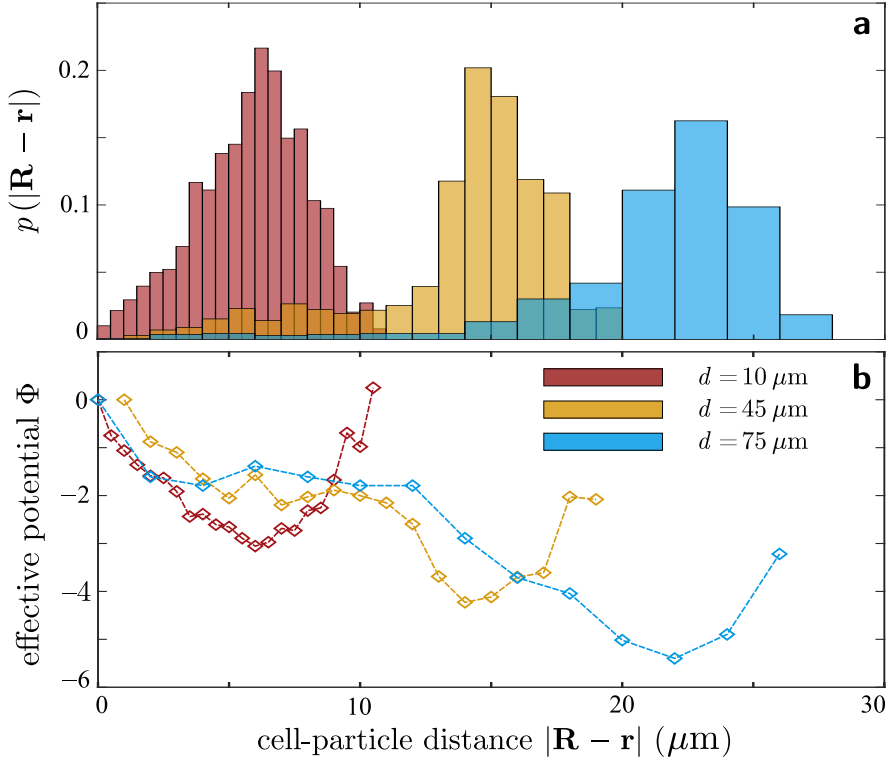 a
0.2
0.1
0
p(|R − r|)
b
d = 10 μm
d = 45 μm
d = 75 μm
0
−2
−4
−6
effective potential Φ
0 10 20 30
cell-particle distance |R − r| (μm)